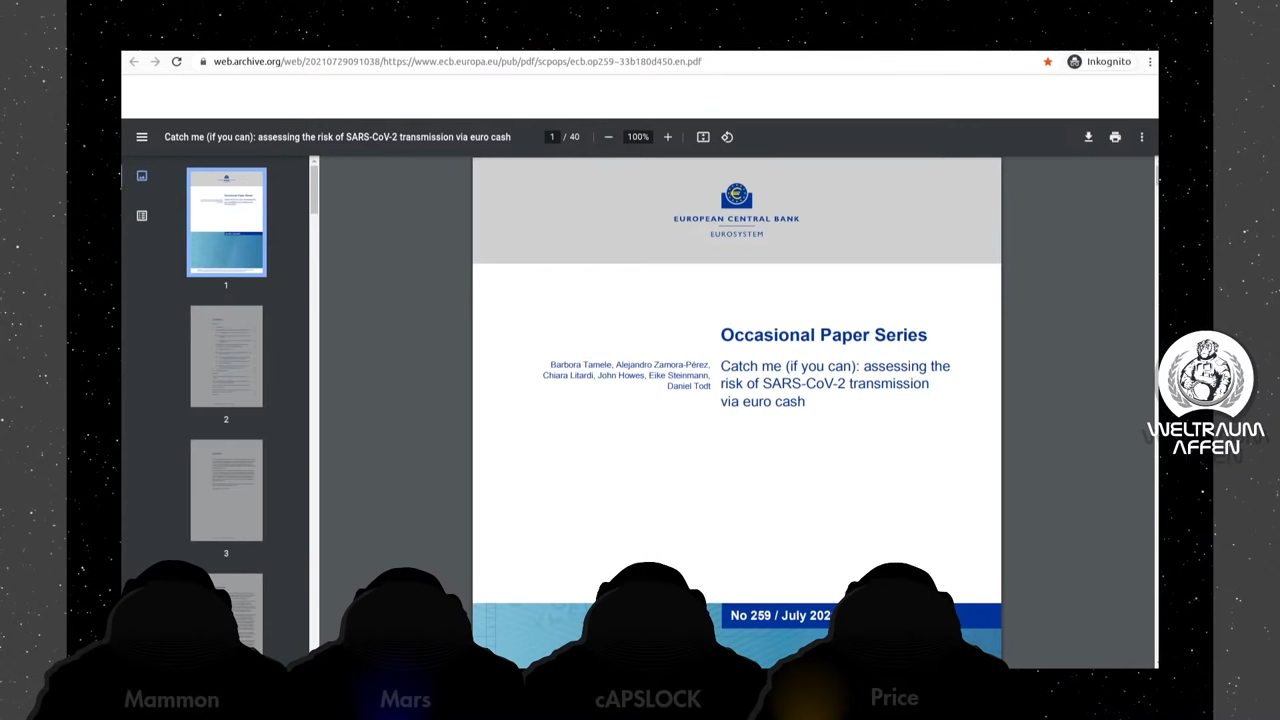 web.archive.org/web/20210729091038/https://www.ecb.europa.eu/pub/pdf/scpops/ecb.op259~33b180d450.en.pdf
Inkognito
Catch me (if you can): assessing the risk of SARS-CoV-2 transmission via euro cash
1 / 40
100%
EUROPEAN CENTRAL BANK
EUROSYSTEM
Occasional Paper Series
Barbora Tamele, Alejandro Zamora-Pérez,
Chiara Litardi, John Howes, Eike Steinmann,
Daniel Todt
Catch me (if you can): assessing the
risk of SARS-CoV-2 transmission
via euro cash
1
2
3
No 259 / July 202
WELTRAUM
AFFEN
Mammon
Mars
cAPSLOCK
Price